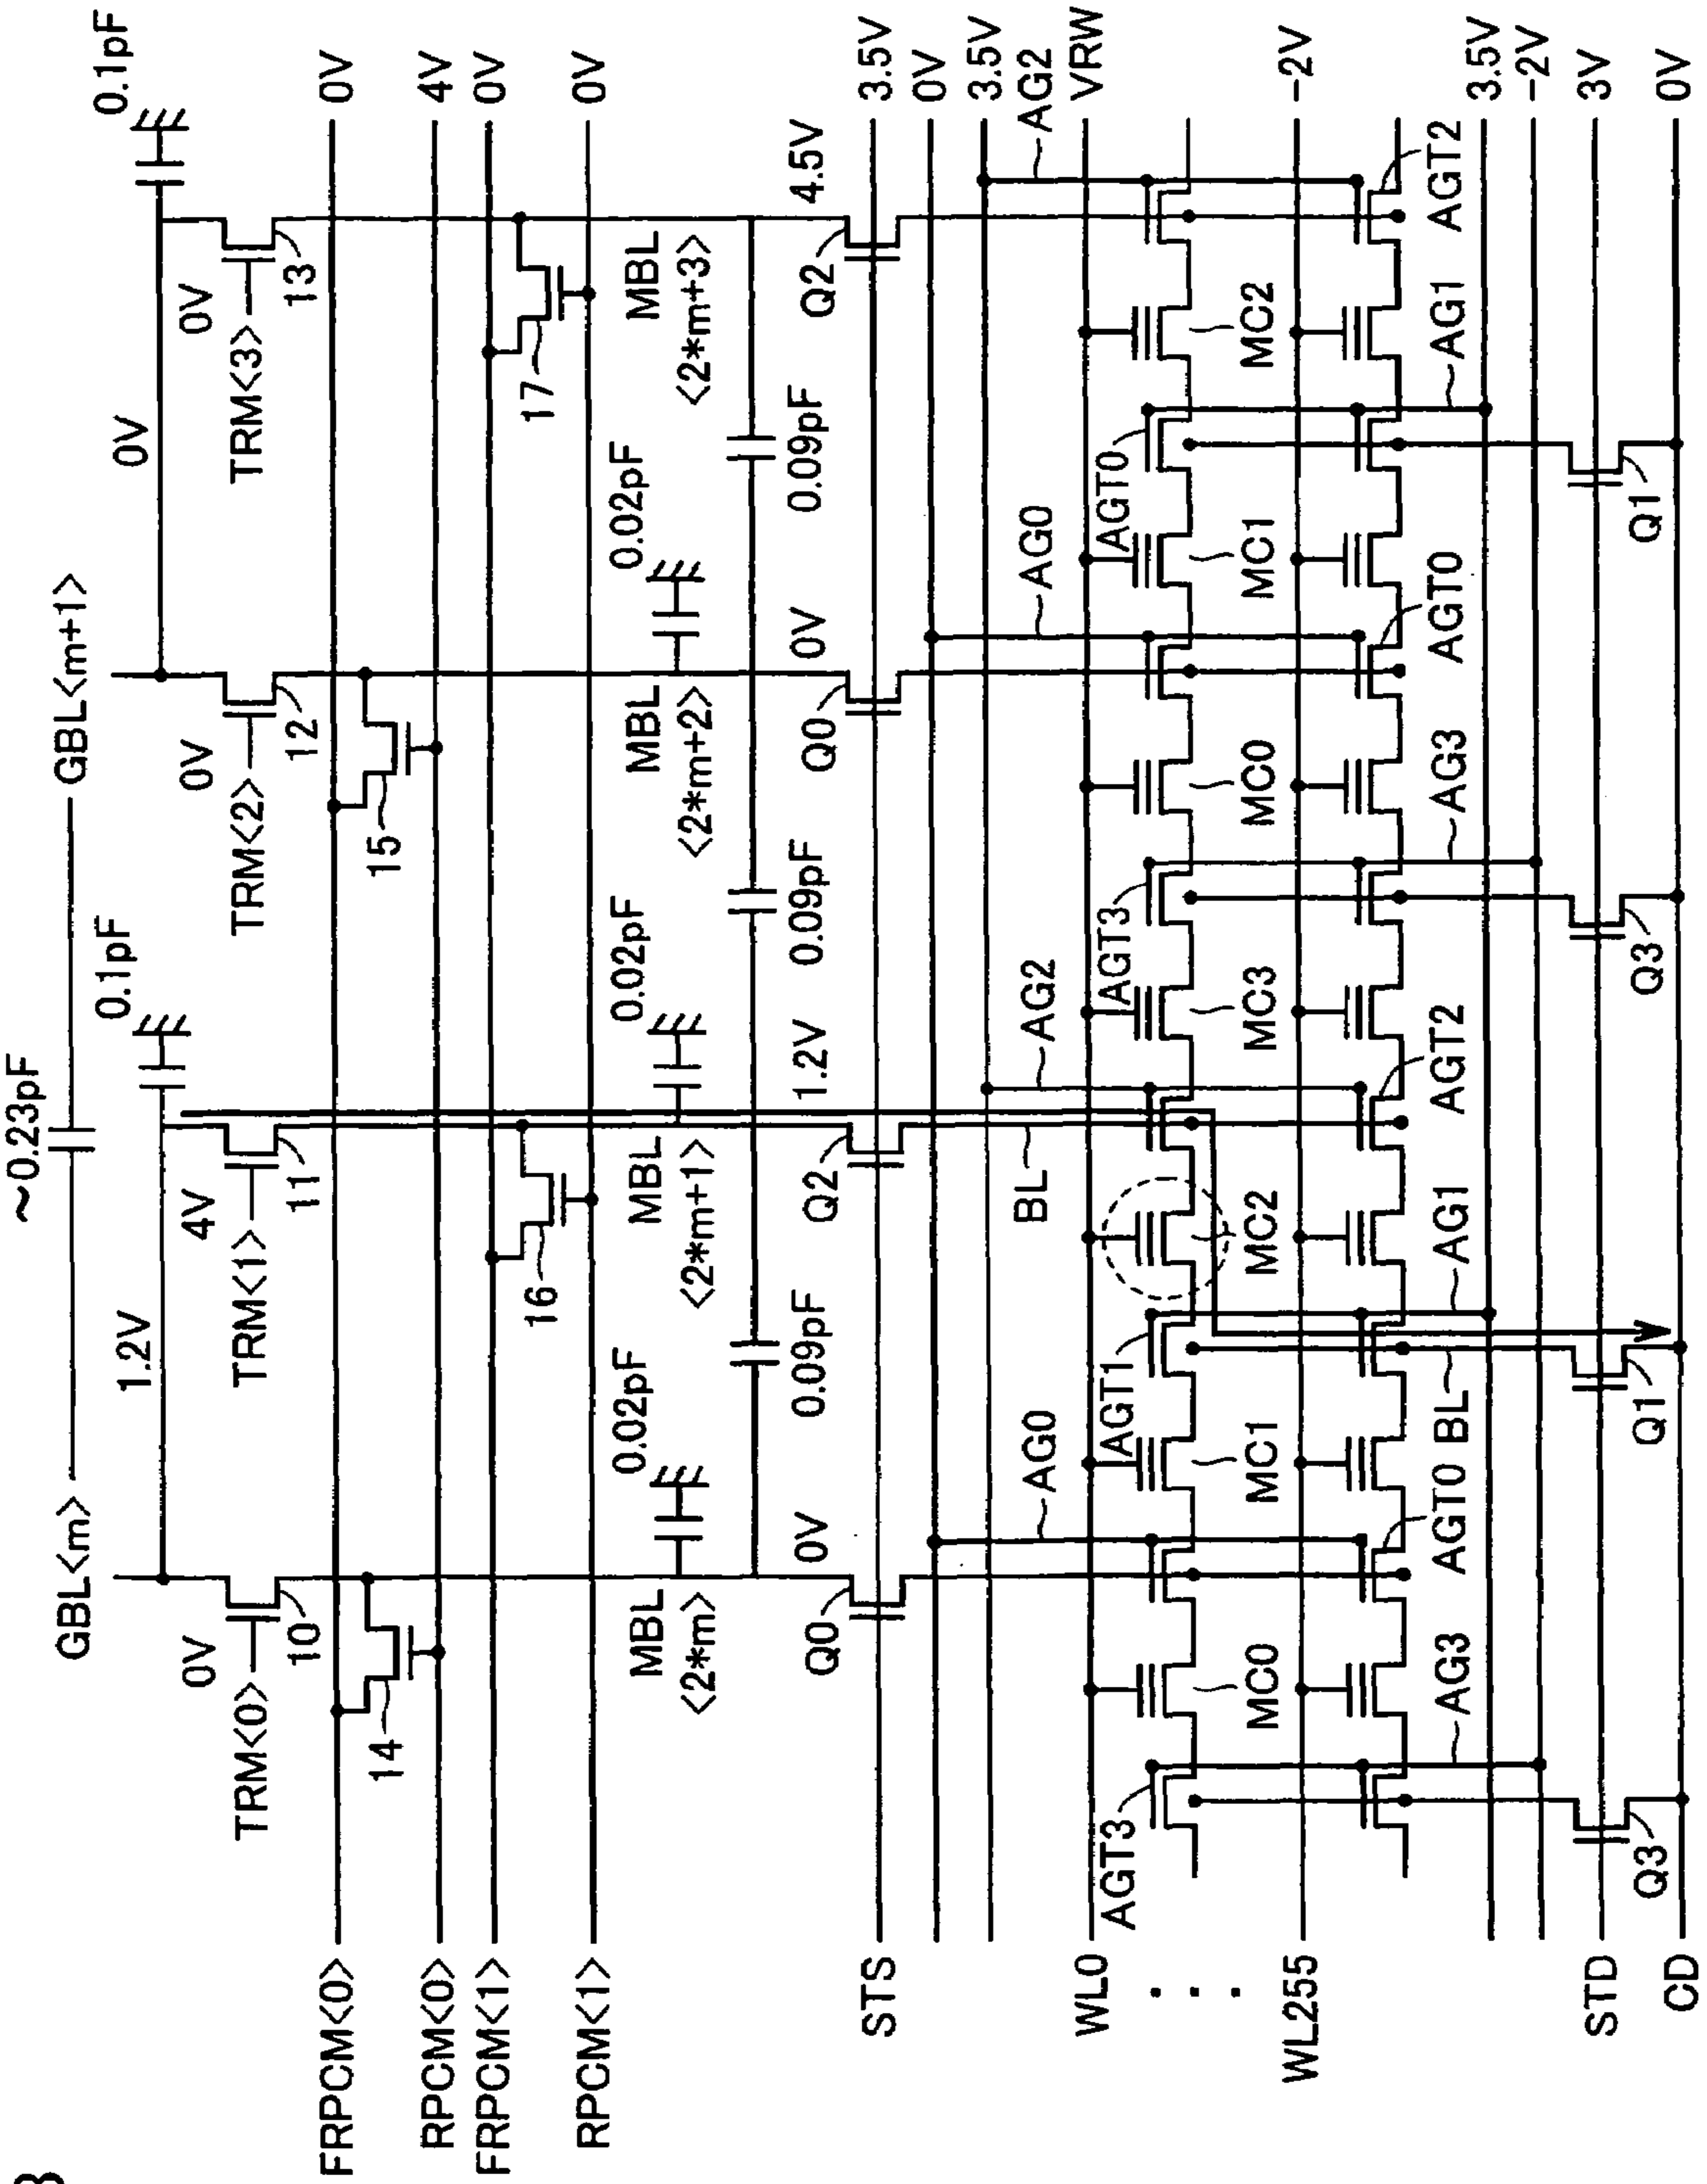 ~0.23pF
GBL<m> GBL<m+1>
0.1pF 0.1pF
1.2V 0V
0V 4V 0V 0V
TRM<0> TRM<1> TRM<2> TRM<3>
10 11 12 13
FRPCM<0> 0V
14 15
RPCM<0> 4V
FRPCM<1> 0V
16 17
RPCM<1> 0V
0.02pF 0.02pF 0.02pF
MBL MBL MBL MBL
<2*m> <2*m+1> <2*m+2> <2*m+3>
0.09pF 0.09pF 0.09pF
0V 1.2V 0V 4.5V
Q0 Q2 Q0 Q2
STS 3.5V
0V
3.5V
AG0 BL AG2 AG0 AG2
WL0 VRW
AGT3 AGT1 AGT3 AGT0
MC0 MC1 MC2 MC3 MC0 MC1 MC2
WL255 -2V
AG3 AGT0 BL AG1 AGT2 AG3 AGT0 AG1 AGT2
3.5V
-2V
STD 3V
Q3 Q1 Q3 Q1
CD 0V